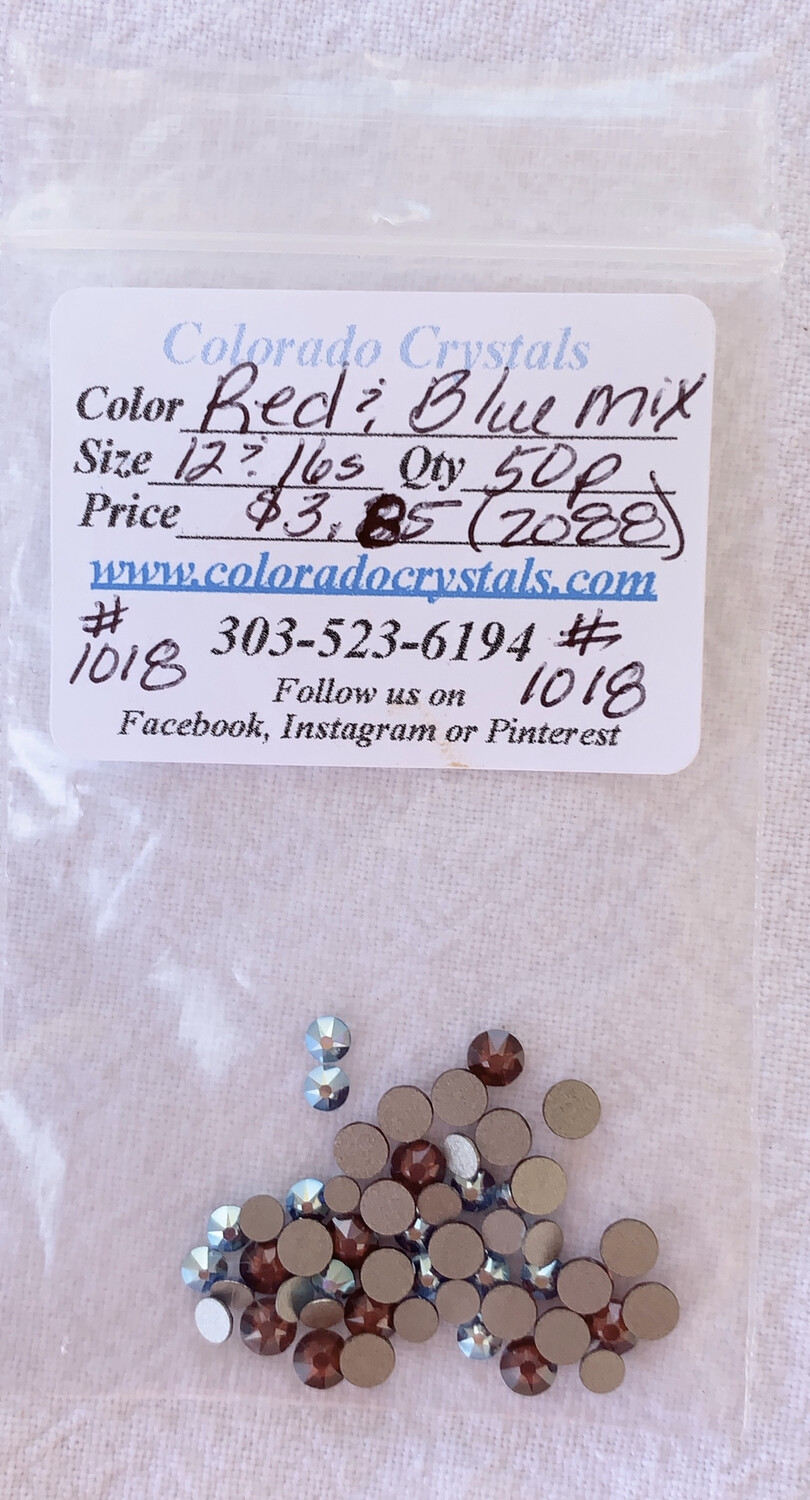 Colorado Crystals
Color Red & Blue mix
Size 12 & 16s Qty 50p
Price $3.85 (2088)
www.coloradocrystals.com
# 303-523-6194 #
1018 1018
Follow us on
Facebook, Instagram or Pinterest